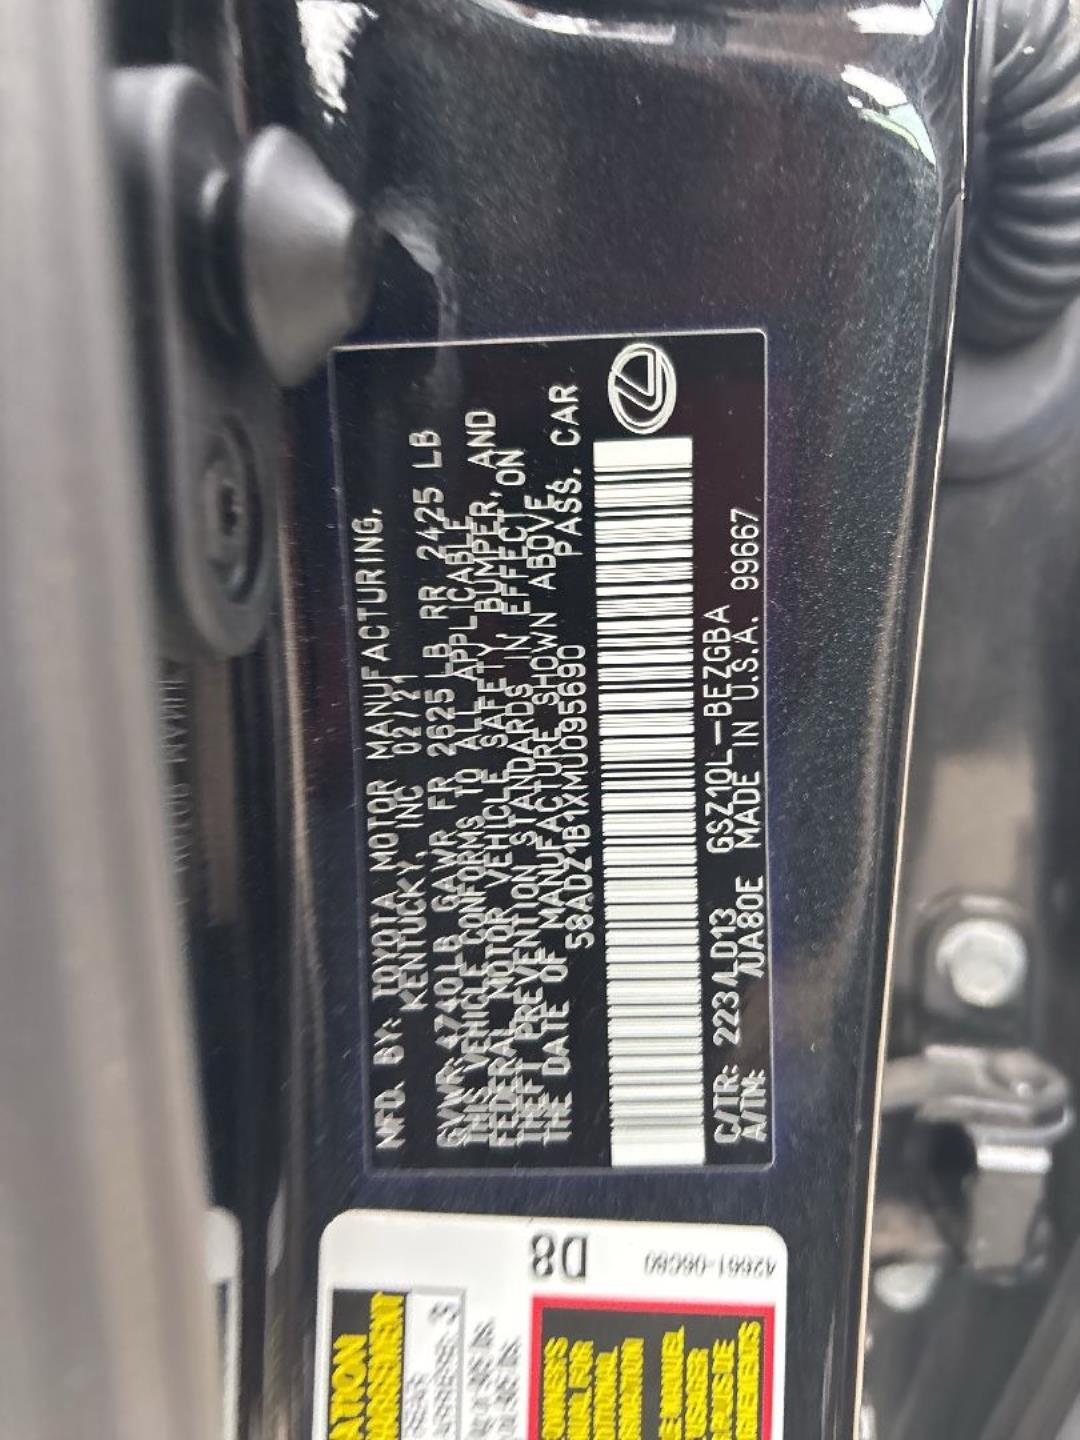 MFD. BY: TOYOTA MOTOR MANUFACTURING,
KENTUCKY, INC 02/21
GVWR: 4740LB GAWR FR 2625 LB RR 2425 LB
THIS VEHICLE CONFORMS TO ALL APPLICABLE
FEDERAL MOTOR VEHICLE SAFETY, BUMPER, AND
THEFT PREVENTION STANDARDS IN EFFECT ON
THE DATE OF MANUFACTURE SHOWN ABOVE.
58ADZ1B1XMU095690 PASS. CAR
C/TR: 223/LD13 GSZ10L-BEZGBA
A/TM: /UA80E MADE IN U.S.A. 99667
D8
42661-06C80
OWNER'S
MANUEL